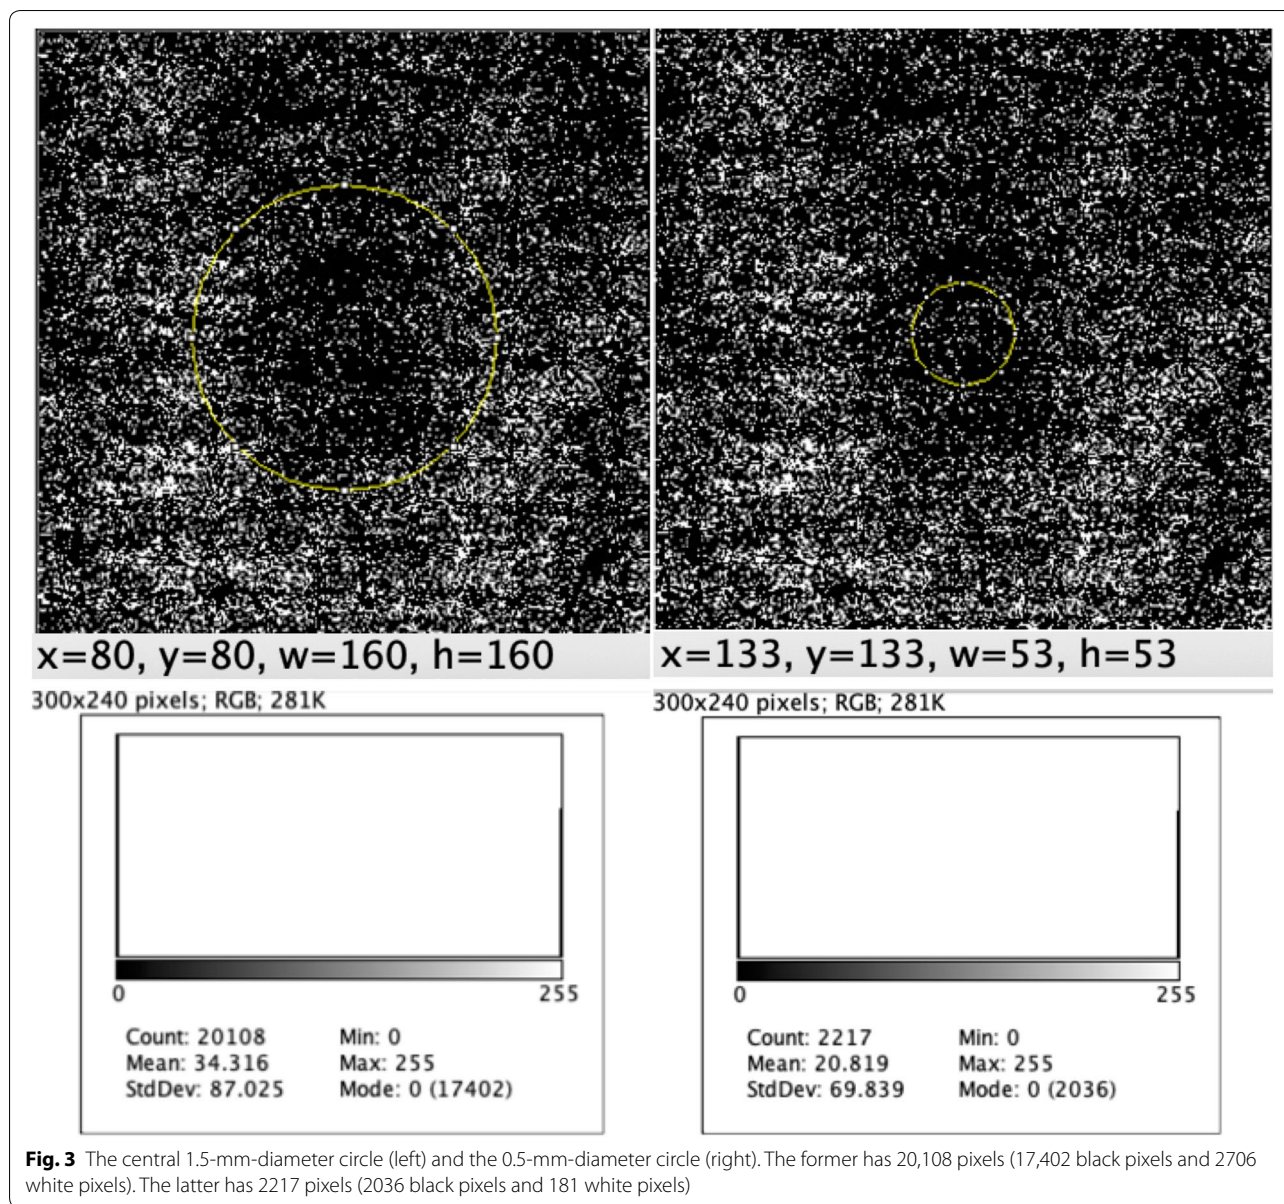 x=80, y=80, w=160, h=160
x=133, y=133, w=53, h=53
300x240 pixels; RGB; 281K
0
255
Count: 20108
Min: 0
Mean: 34.316
Max: 255
StdDev: 87.025
Mode: 0 (17402)
300x240 pixels; RGB; 281K
0
255
Count: 2217
Min: 0
Mean: 20.819
Max: 255
StdDev: 69.839
Mode: 0 (2036)
Fig. 3 The central 1.5-mm-diameter circle (left) and the 0.5-mm-diameter circle (right). The former has 20,108 pixels (17,402 black pixels and 2706
white pixels). The latter has 2217 pixels (2036 black pixels and 181 white pixels)